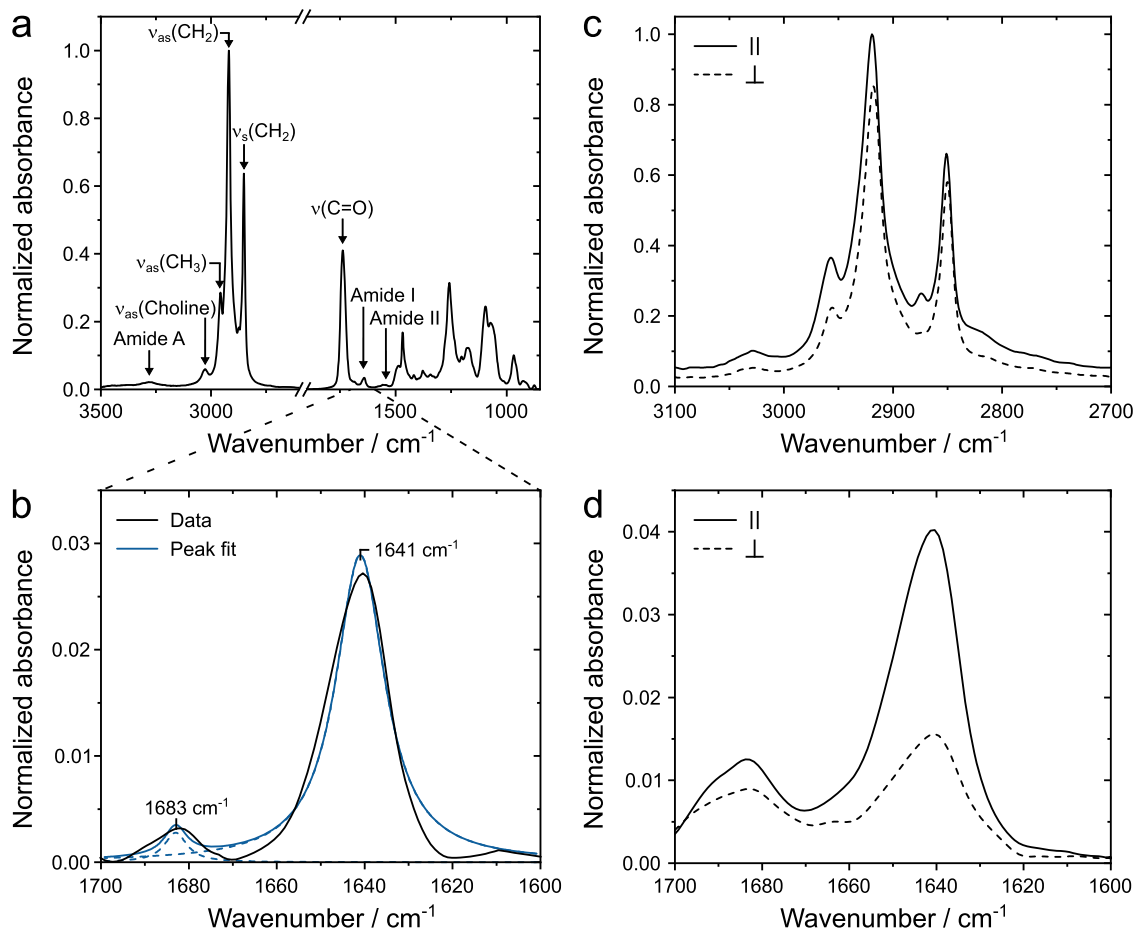 a
Normalized absorbance
1.0
0.8
0.6
0.4
0.2
0.0
νas(CH2)
νs(CH2)
νas(CH3)
νas(Choline)
Amide A
ν(C=O)
Amide I
Amide II
3500 3000 1500 1000
Wavenumber / cm-1
c
Normalized absorbance
1.0
0.8
0.6
0.4
0.2
0.0
||
⊥
3100 3000 2900 2800 2700
Wavenumber / cm-1
b
Normalized absorbance
0.03
0.02
0.01
0.00
Data
Peak fit
1641 cm-1
1683 cm-1
1700 1680 1660 1640 1620 1600
Wavenumber / cm-1
d
Normalized absorbance
0.04
0.03
0.02
0.01
0.00
||
⊥
1700 1680 1660 1640 1620 1600
Wavenumber / cm-1